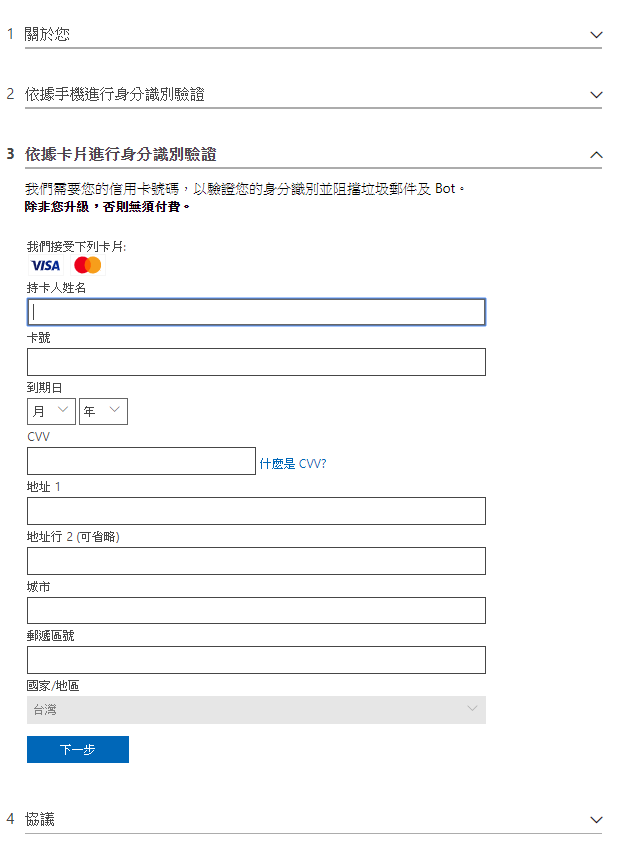 1 關於您
2 依據手機進行身分識別驗證
3 依據卡片進行身分識別驗證
我們需要您的信用卡號碼，以驗證您的身分識別並阻擋垃圾郵件及 Bot。
除非您升級，否則無須付費。
我們接受下列卡片:
VISA
持卡人姓名
卡號
到期日
月 年
CVV
什麼是 CVV?
地址 1
地址行 2 (可省略)
城市
郵遞區號
國家/地區
台灣
下一步
4 協議